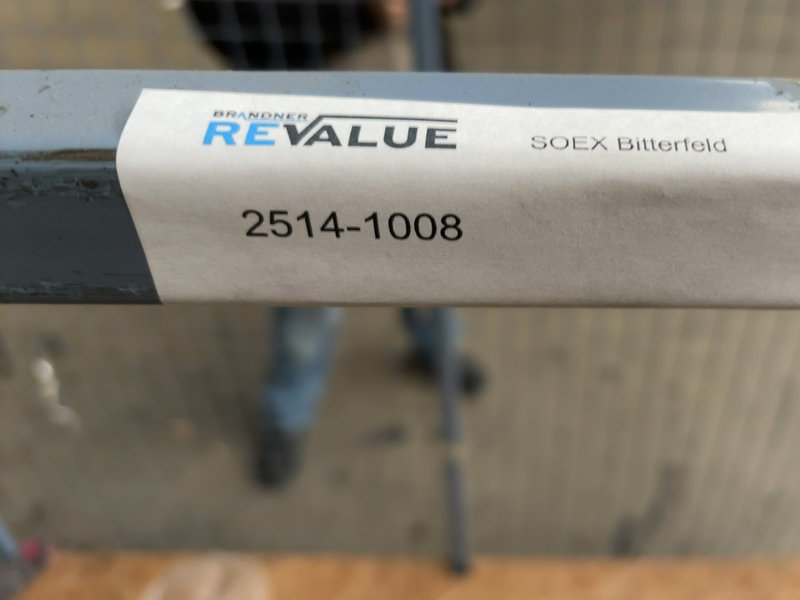 BRANDNER
REVALUE
SOEX Bitterfeld
2514-1008